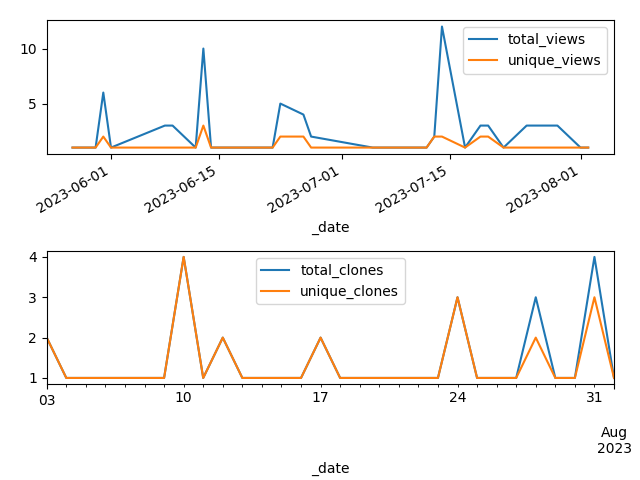 10
5
total_views
unique_views
2023-06-01
2023-06-15
2023-07-01
2023-07-15
2023-08-01
_date
4
3
2
1
total_clones
unique_clones
03
10
17
24
31
Aug
2023
_date